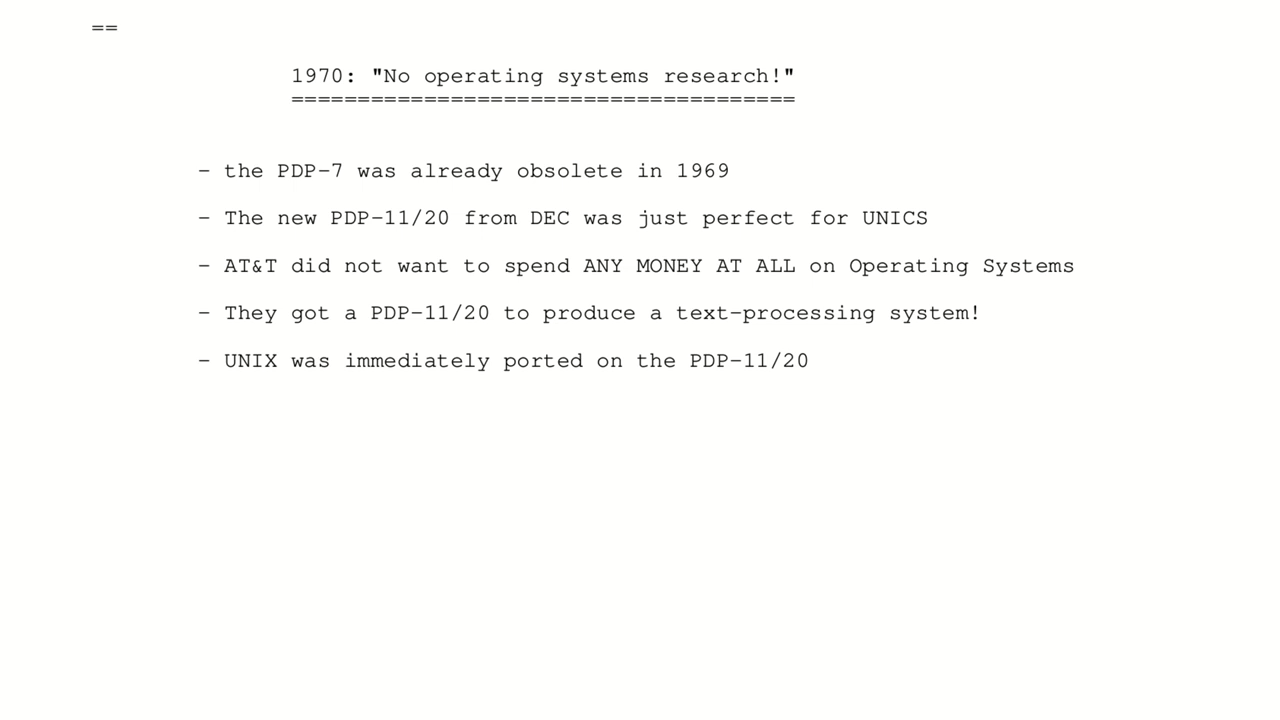 ==
1970: "No operating systems research!"
======================================
- the PDP-7 was already obsolete in 1969
- The new PDP-11/20 from DEC was just perfect for UNICS
- AT&T did not want to spend ANY MONEY AT ALL on Operating Systems
- They got a PDP-11/20 to produce a text-processing system!
- UNIX was immediately ported on the PDP-11/20